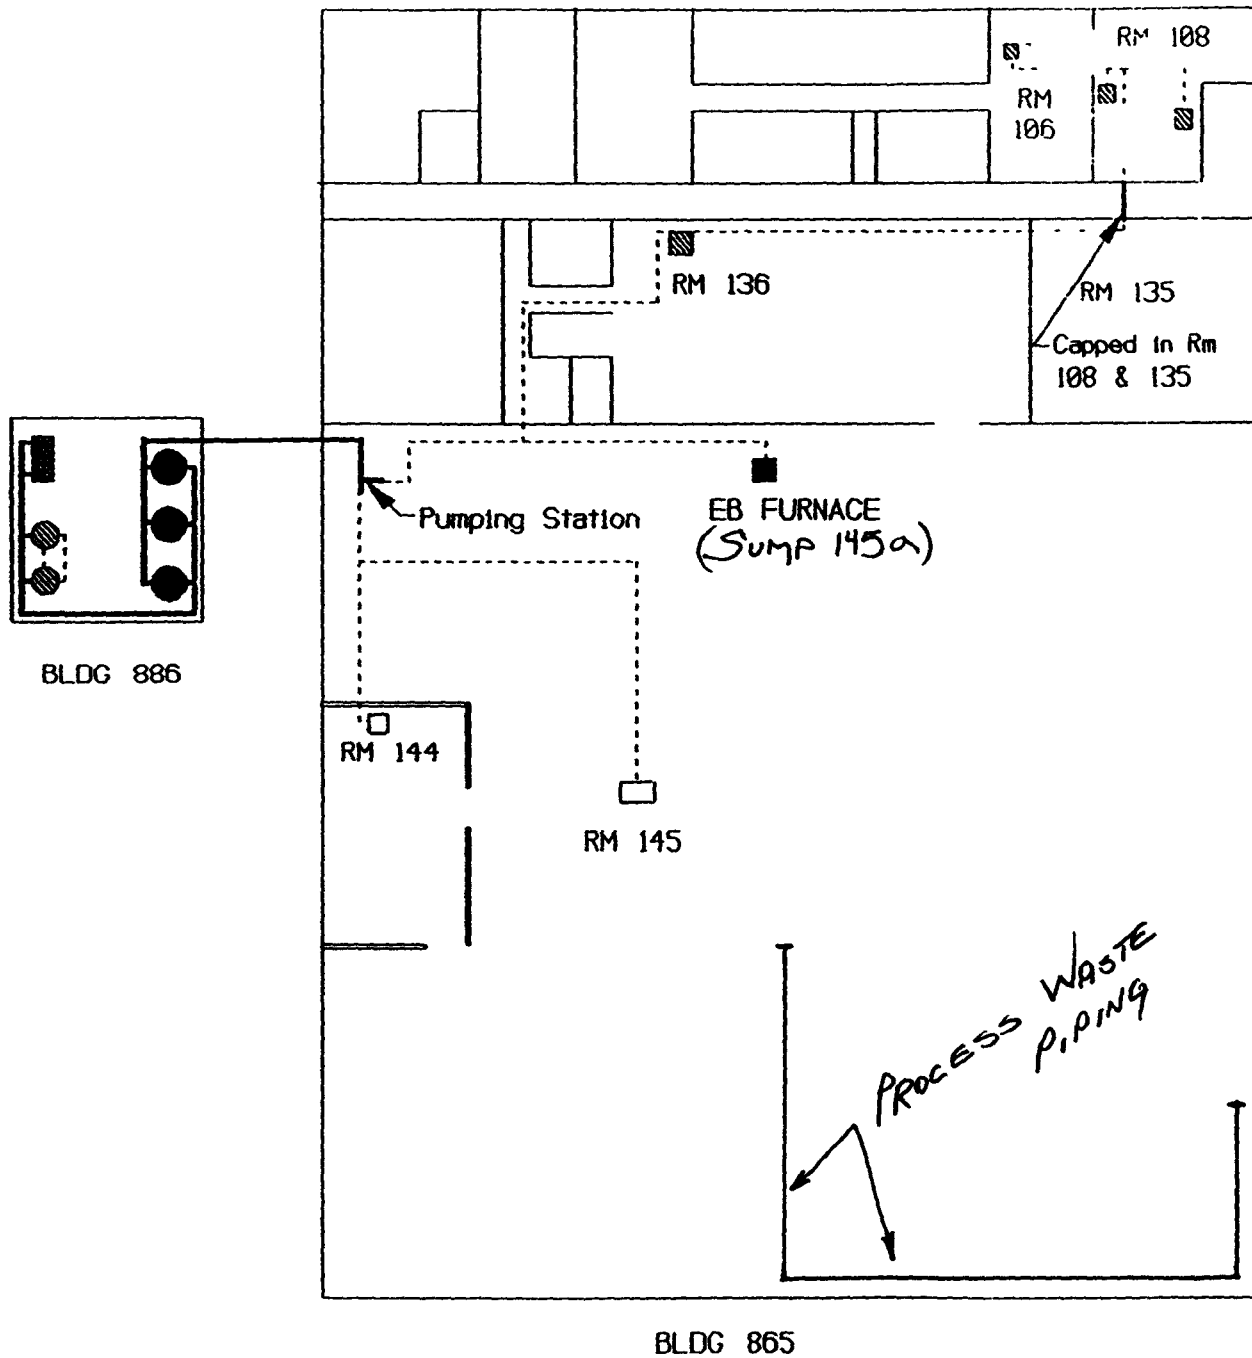 RM 108
RM
106
RM 136
RM 135
Capped in Rm
108 & 135
Pumping Station
EB FURNACE
(SUMP 145a)
BLDG 886
RM 144
RM 145
PROCESS WASTE
PIPING
BLDG 865